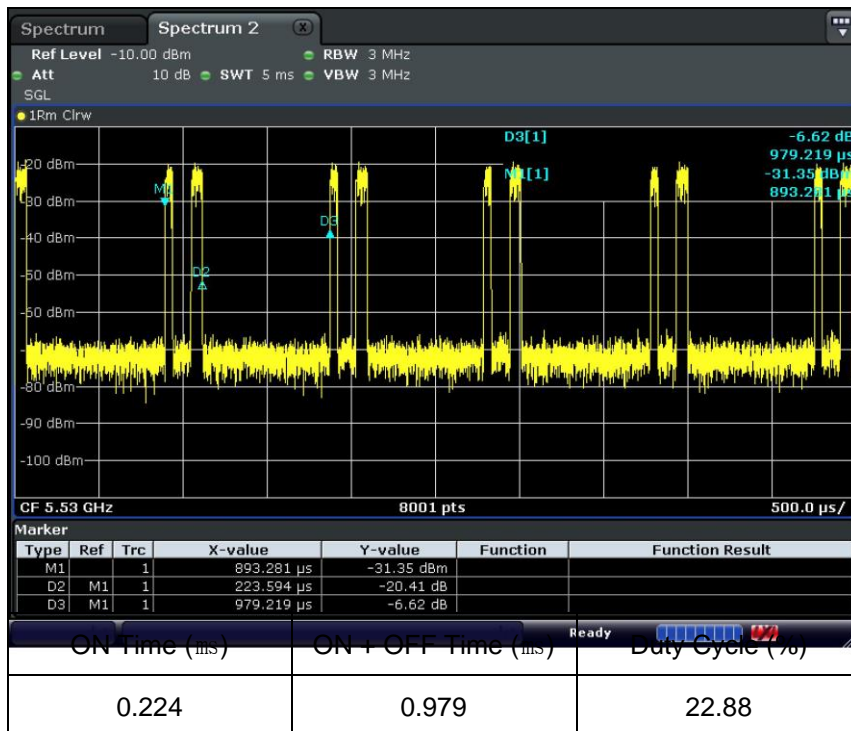 Spectrum Spectrum 2 X
Ref Level -10.00 dBm RBW 3 MHz
Att 10 dB SWT 5 ms VBW 3 MHz
SGL
1Rm Clrw
D3[1] -6.62 dB
979.219 µs
-20 dBm
M1[1] -31.35 dBm
893.281 µs
M1
-30 dBm
D3
-40 dBm
-50 dBm
D2
-60 dBm
-80 dBm
-90 dBm
-100 dBm
CF 5.53 GHz 8001 pts 500.0 µs/
Marker
Type Ref Trc X-value Y-value Function Function Result
M1 1 893.281 µs -31.35 dBm
D2 M1 1 223.594 µs -20.41 dB
D3 M1 1 979.219 µs -6.62 dB
Ready
ON Time (ms) ON + OFF Time (ms) Duty Cycle (%)
0.224 0.979 22.88